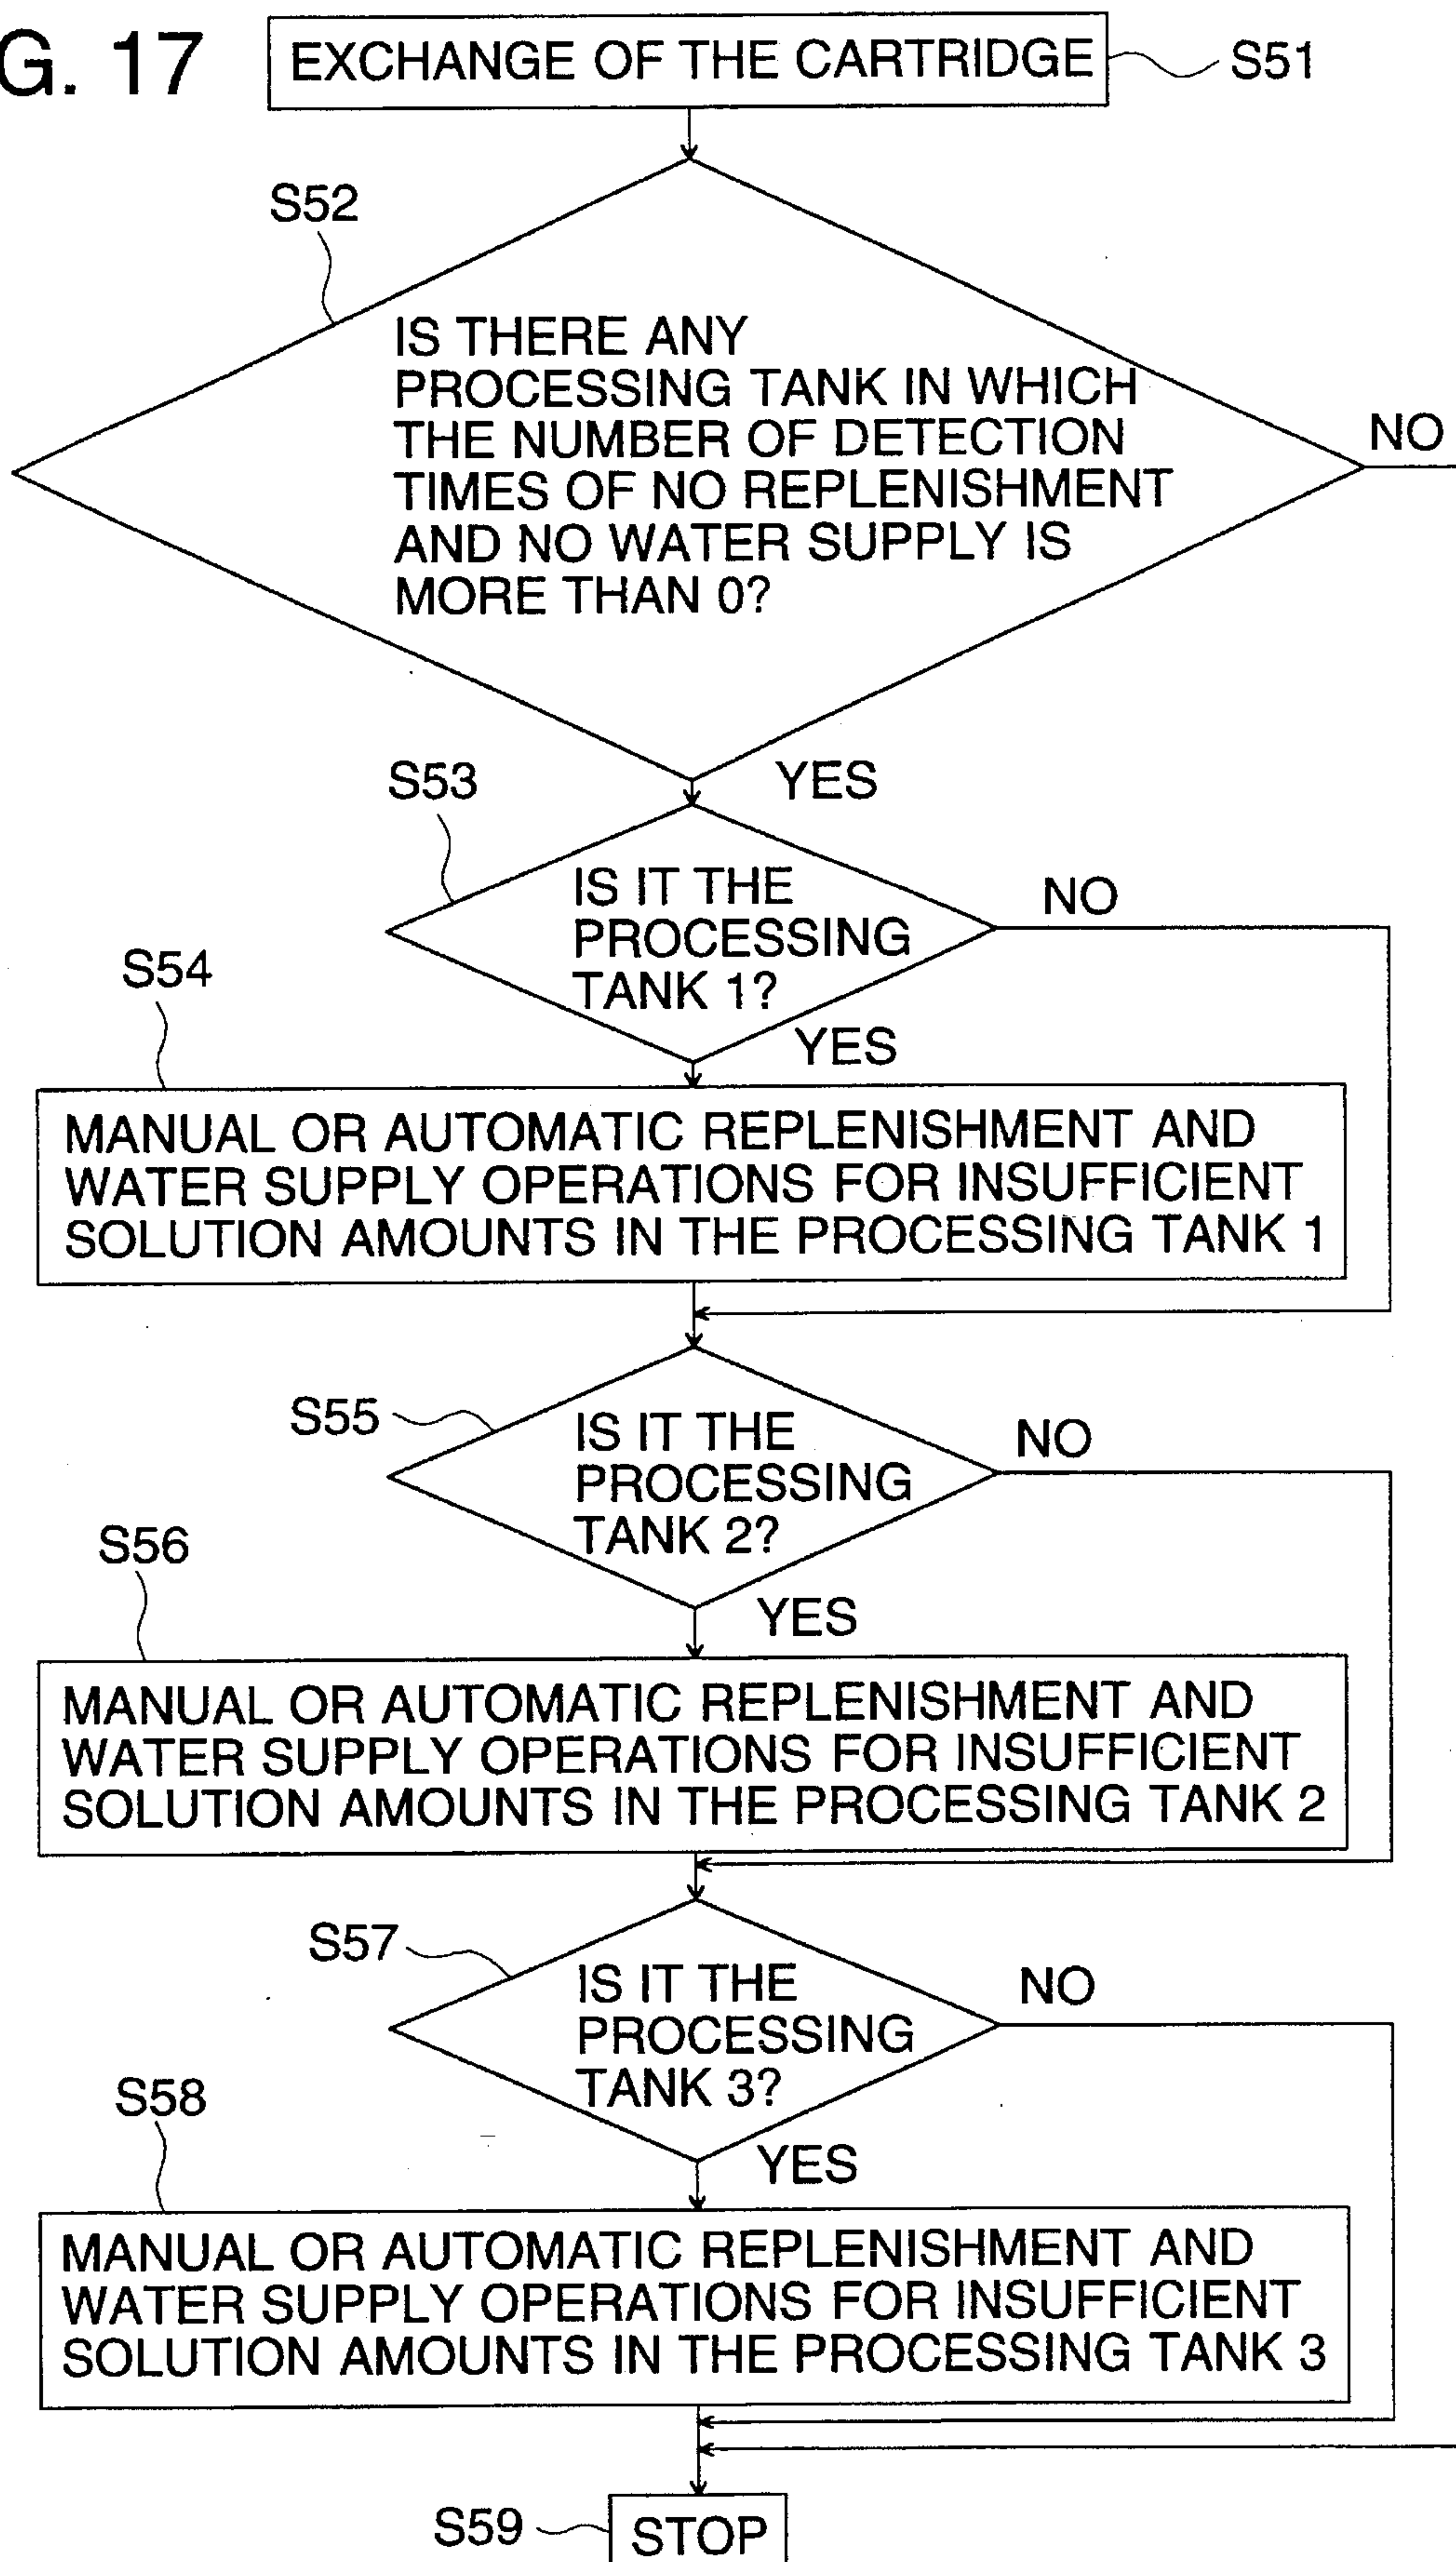 G. 17
EXCHANGE OF THE CARTRIDGE
S51
S52
IS THERE ANY
PROCESSING TANK IN WHICH
THE NUMBER OF DETECTION
TIMES OF NO REPLENISHMENT
AND NO WATER SUPPLY IS
MORE THAN 0?
NO
YES
S53
IS IT THE
PROCESSING
TANK 1?
NO
YES
S54
MANUAL OR AUTOMATIC REPLENISHMENT AND
WATER SUPPLY OPERATIONS FOR INSUFFICIENT
SOLUTION AMOUNTS IN THE PROCESSING TANK 1
S55
IS IT THE
PROCESSING
TANK 2?
NO
YES
S56
MANUAL OR AUTOMATIC REPLENISHMENT AND
WATER SUPPLY OPERATIONS FOR INSUFFICIENT
SOLUTION AMOUNTS IN THE PROCESSING TANK 2
S57
IS IT THE
PROCESSING
TANK 3?
NO
YES
S58
MANUAL OR AUTOMATIC REPLENISHMENT AND
WATER SUPPLY OPERATIONS FOR INSUFFICIENT
SOLUTION AMOUNTS IN THE PROCESSING TANK 3
S59
STOP